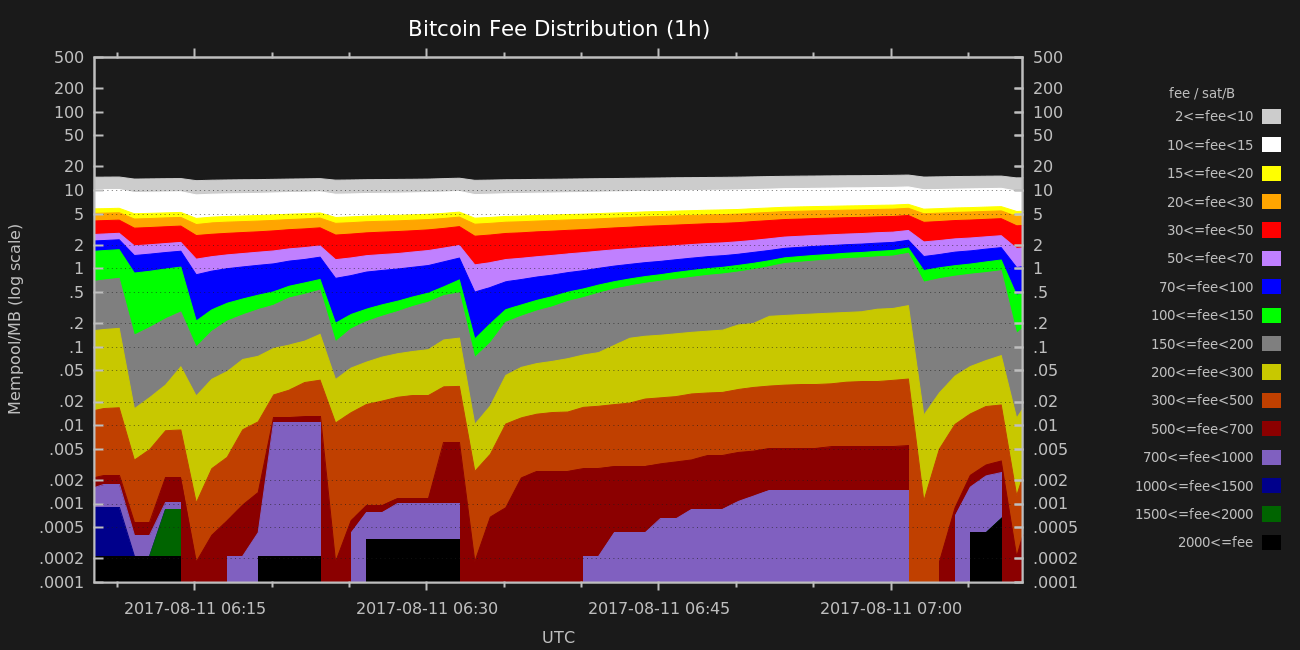 Bitcoin Fee Distribution (1h)
500
200
100
50
20
10
5
2
1
.5
.2
.1
.05
.02
.01
.005
.002
.001
.0005
.0002
.0001
Mempool/MB (log scale)
500
200
100
50
20
10
5
2
1
.5
.2
.1
.05
.02
.01
.005
.002
.001
.0005
.0002
.0001
2017-08-11 06:15
2017-08-11 06:30
2017-08-11 06:45
2017-08-11 07:00
UTC
fee / sat/B
2<=fee<10
10<=fee<15
15<=fee<20
20<=fee<30
30<=fee<50
50<=fee<70
70<=fee<100
100<=fee<150
150<=fee<200
200<=fee<300
300<=fee<500
500<=fee<700
700<=fee<1000
1000<=fee<1500
1500<=fee<2000
2000<=fee